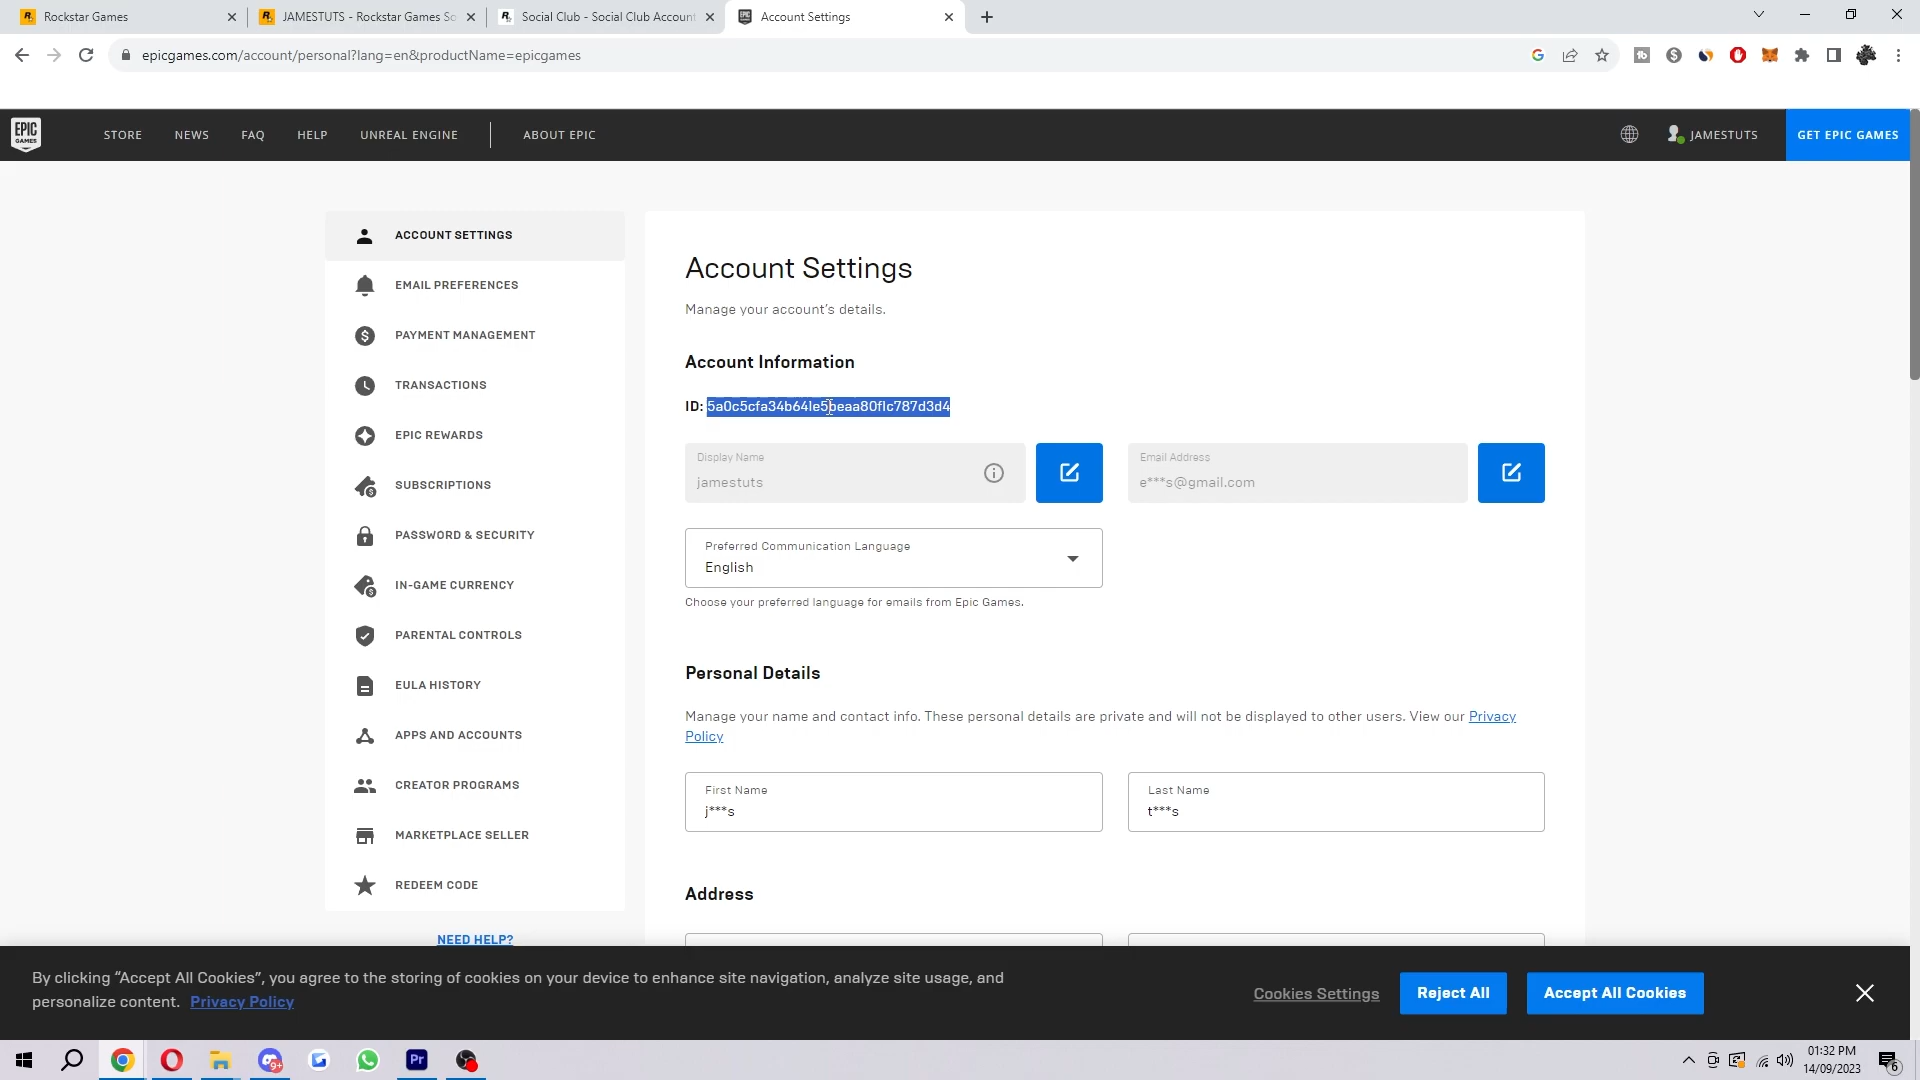 Rockstar Games
JAMESTUTS - Rockstar Games So
Social Club - Social Club Account
Account Settings
epicgames.com/account/personal?lang=en&productName=epicgames
EPIC GAMES
STORE
NEWS
FAQ
HELP
UNREAL ENGINE
ABOUT EPIC
JAMESTUTS
GET EPIC GAMES
ACCOUNT SETTINGS
EMAIL PREFERENCES
PAYMENT MANAGEMENT
TRANSACTIONS
EPIC REWARDS
SUBSCRIPTIONS
PASSWORD & SECURITY
IN-GAME CURRENCY
PARENTAL CONTROLS
EULA HISTORY
APPS AND ACCOUNTS
CREATOR PROGRAMS
MARKETPLACE SELLER
REDEEM CODE
NEED HELP?
Account Settings
Manage your account's details.
Account Information
ID: 5a0c5cfa34b641e5beaa80f1c787d3d4
Display Name
jamestuts
Email Address
e***s@gmail.com
Preferred Communication Language
English
Choose your preferred language for emails from Epic Games.
Personal Details
Manage your name and contact info. These personal details are private and will not be displayed to other users. View our Privacy
Policy
First Name
j***s
Last Name
t***s
Address
By clicking “Accept All Cookies”, you agree to the storing of cookies on your device to enhance site navigation, analyze site usage, and
personalize content. Privacy Policy
Cookies Settings
Reject All
Accept All Cookies
9+
Pr
01:32 PM
14/09/2023
6